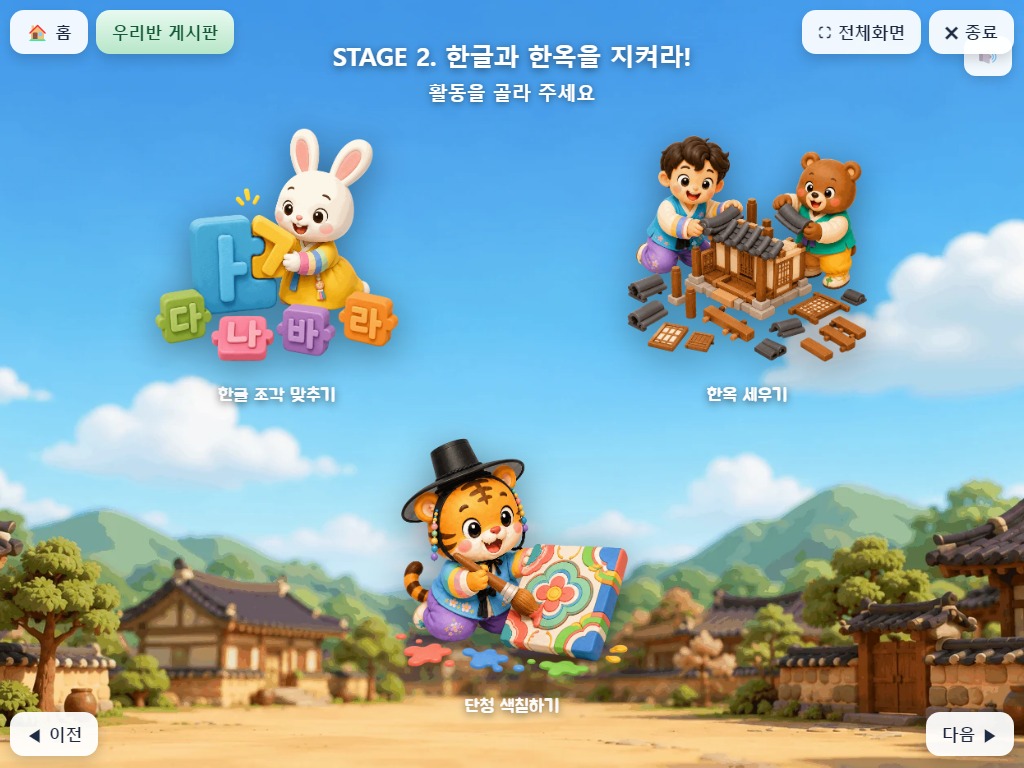 홈
우리반 게시판
전체화면
종료
STAGE 2. 한글과 한옥을 지켜라!
활동을 골라 주세요
다
나
바
라
한글 조각 맞추기
한옥 세우기
단청 색칠하기
이전
다음